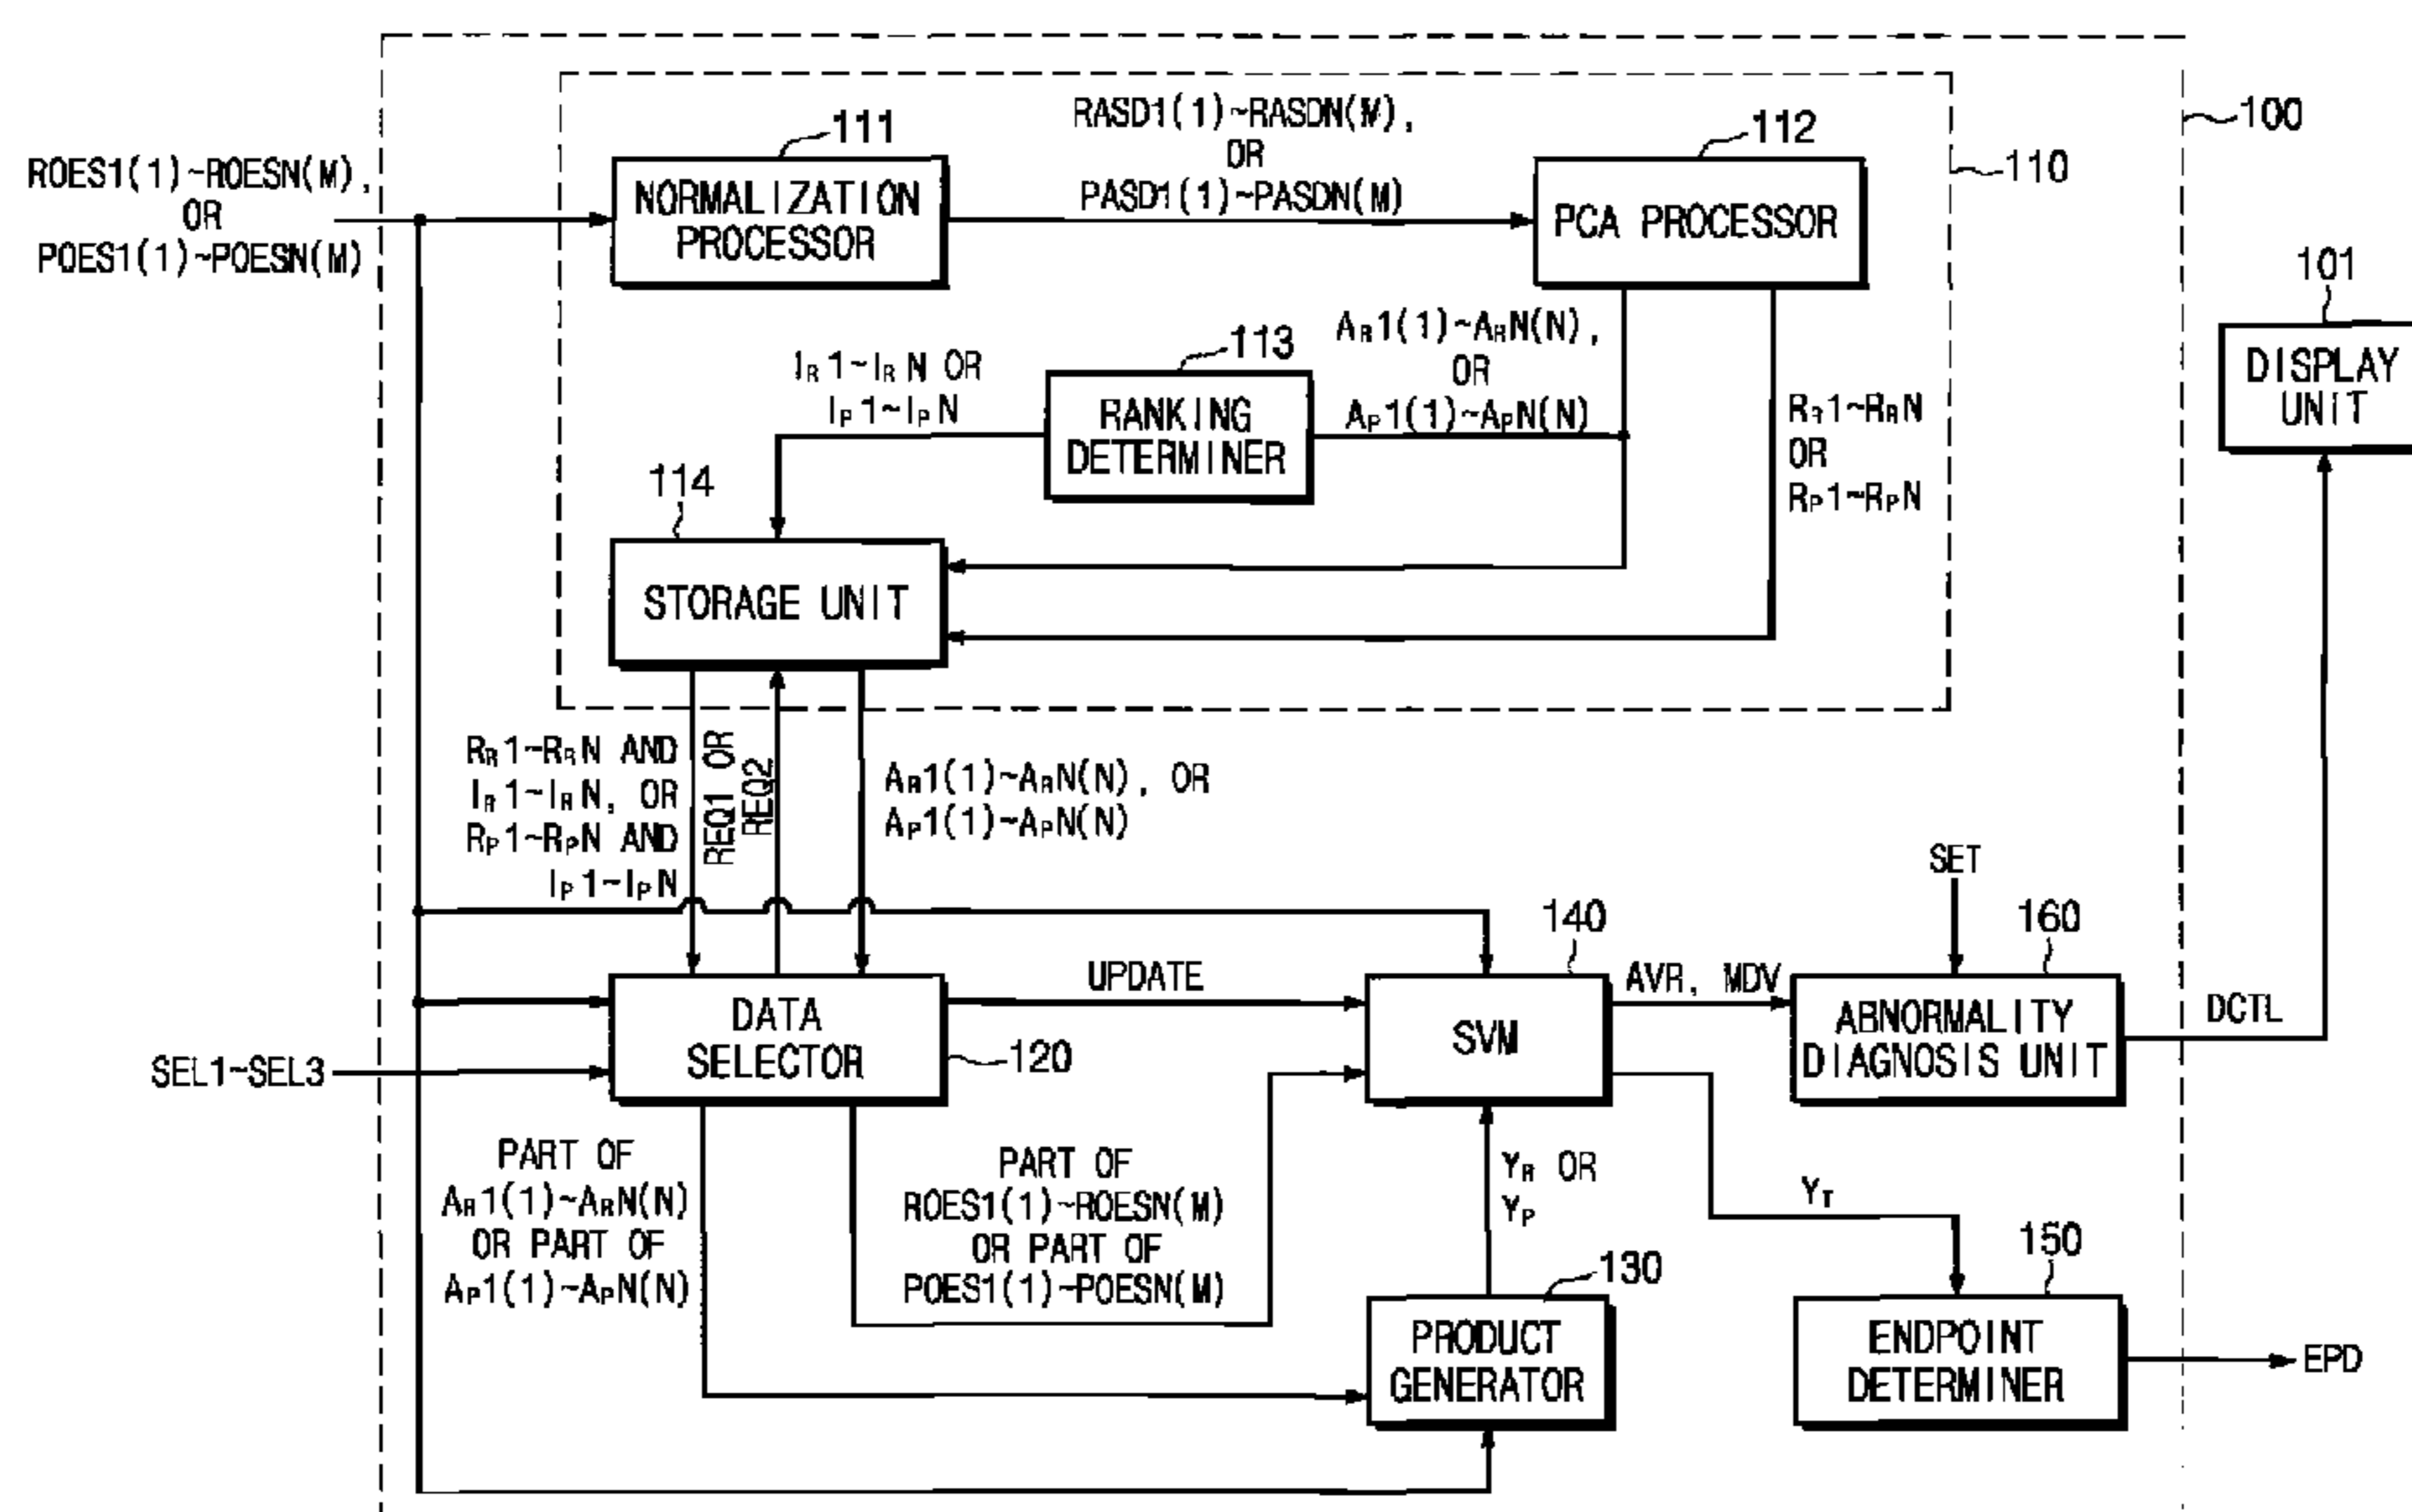 100
111
RASD1(1)~RASDN(M),
OR
PASD1(1)~PASDN(M)
112
110
ROES1(1)~ROESN(M),
OR
POES1(1)~POESN(M)
NORMALIZATION
PROCESSOR
PCA PROCESSOR
101
DISPLAY
UNIT
113
IR1~IRN OR
IP1~IPN
RANKING
DETERMINER
AR1(1)~ARN(N),
OR
AP1(1)~APN(N)
RR1~RRN
OR
RP1~RPN
114
STORAGE UNIT
RR1~RRN AND
IR1~IRN, OR
RP1~RPN AND
IP1~IPN
REQ1 OR
REQ2
AR1(1)~ARN(N), OR
AP1(1)~APN(N)
SET
140
160
DATA
SELECTOR
120
UPDATE
SVM
AVR, MDV
ABNORMALITY
DIAGNOSIS UNIT
DCTL
SEL1~SEL3
PART OF
AR1(1)~ARN(N)
OR PART OF
AP1(1)~APN(N)
PART OF
ROES1(1)~ROESN(M)
OR PART OF
POES1(1)~POESN(M)
YR OR
YP
YT
130
150
PRODUCT
GENERATOR
ENDPOINT
DETERMINER
EPD